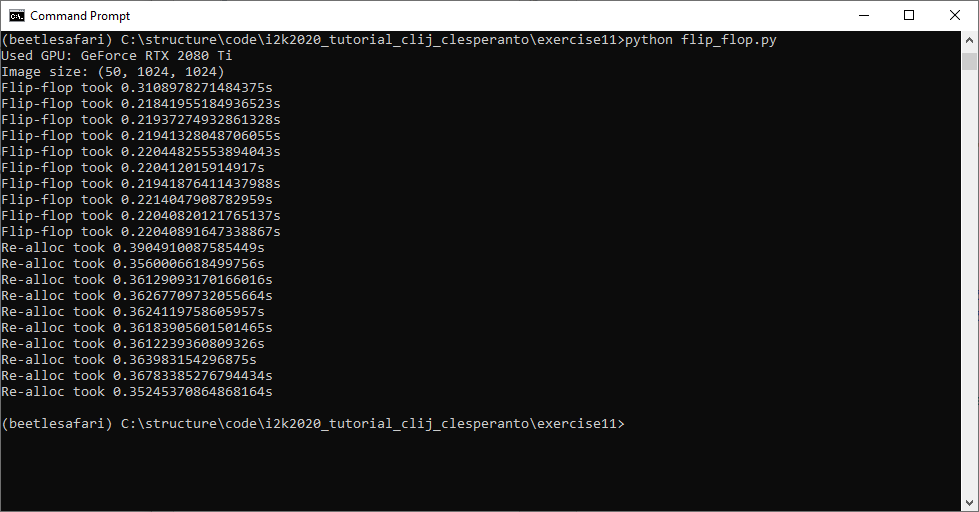 Command Prompt
(beetlesafari) C:\structure\code\i2k2020_tutorial_clij_clesperanto\exercise11>python flip_flop.py
Used GPU: GeForce RTX 2080 Ti
Image size: (50, 1024, 1024)
Flip-flop took 0.3108978271484375s
Flip-flop took 0.21841955184936523s
Flip-flop took 0.21937274932861328s
Flip-flop took 0.21941328048706055s
Flip-flop took 0.22044825553894043s
Flip-flop took 0.220412015914917s
Flip-flop took 0.21941876411437988s
Flip-flop took 0.2214047908782959s
Flip-flop took 0.22040820121765137s
Flip-flop took 0.22040891647338867s
Re-alloc took 0.3904910087585449s
Re-alloc took 0.3560006618499756s
Re-alloc took 0.36129093170166016s
Re-alloc took 0.36267709732055664s
Re-alloc took 0.3624119758605957s
Re-alloc took 0.36183905601501465s
Re-alloc took 0.3612239360809326s
Re-alloc took 0.363983154296875s
Re-alloc took 0.36783385276794434s
Re-alloc took 0.35245370864868164s
(beetlesafari) C:\structure\code\i2k2020_tutorial_clij_clesperanto\exercise11>